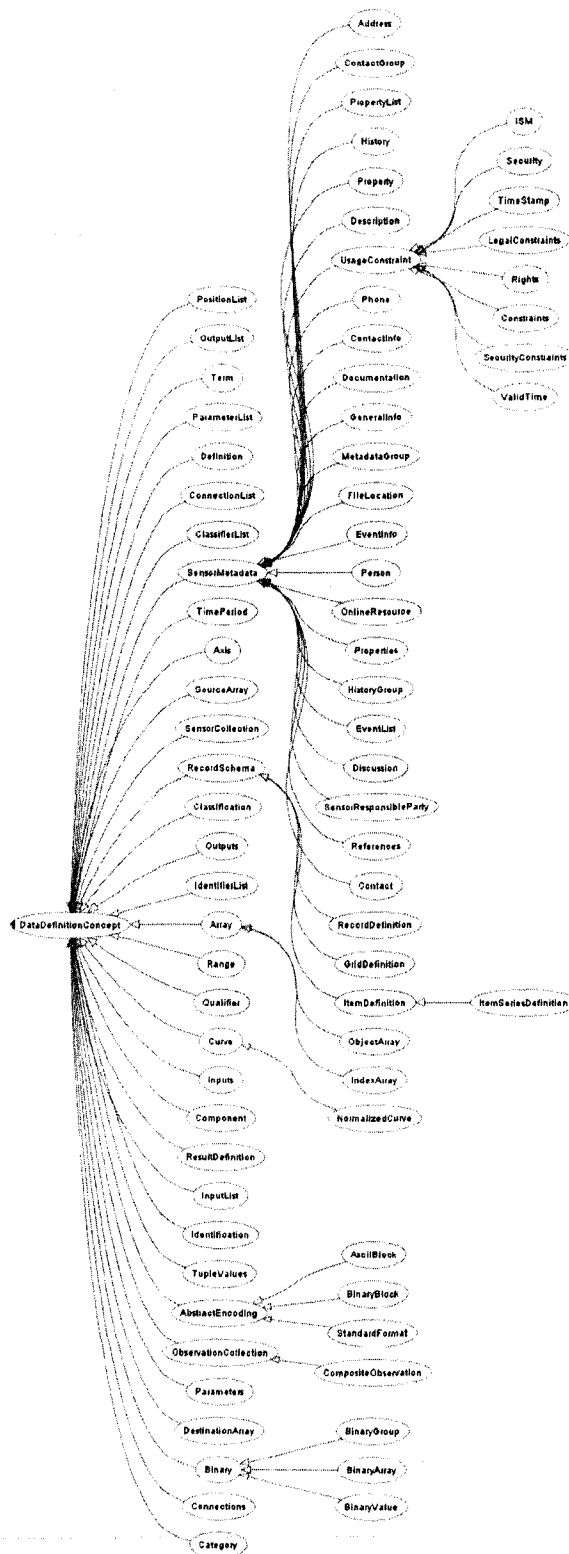 Address
ContactGroup
PropertyList
History
Property
Description
UsageConstraint
Phone
ContactInfo
Documentation
GeneralInfo
MetadataGroup
FileLocation
EventInfo
Person
OnlineResource
Properties
HistoryGroup
EventList
Discussion
SensorResponsibleParty
References
Contact
RecordDefinition
GridDefinition
ItemDefinition
ObjectArray
IndexArray
NormalizedCurve
ISM
Security
TimeStamp
LegalConstraints
Rights
Constraints
SecurityConstraints
ValidTime
ItemSeriesDefinition
PositionList
OutputList
Term
ParameterList
Definition
ConnectionList
ClassifierList
SensorMetadata
TimePeriod
Axis
SourceArray
SensorCollection
RecordSchema
Classification
Outputs
IdentifierList
DataDefinitionConcept
Array
Range
Qualifier
Curve
Inputs
Component
ResultDefinition
InputList
Identification
TupleValues
AbstractEncoding
ObservationCollection
Parameters
DestinationArray
Binary
Connections
Category
AsciiBlock
BinaryBlock
StandardFormat
CompositeObservation
BinaryGroup
BinaryArray
BinaryValue